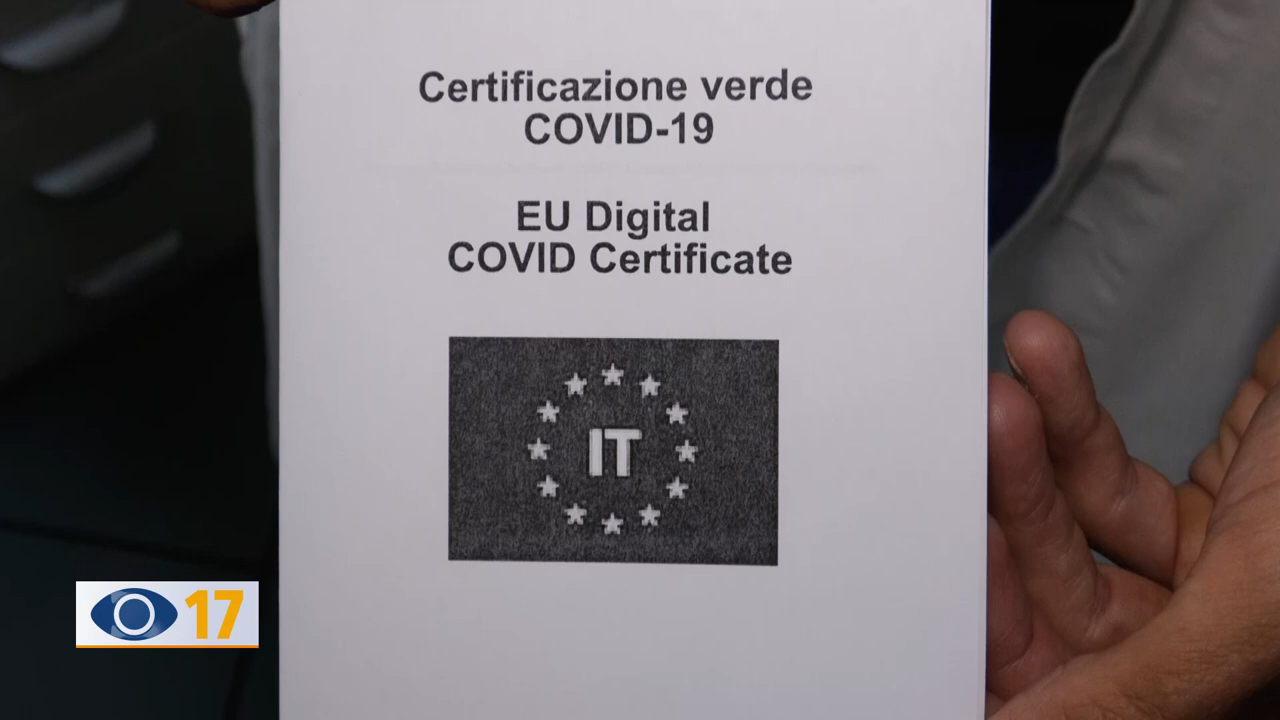 Certificazione verde
COVID-19
EU Digital
COVID Certificate
IT
17